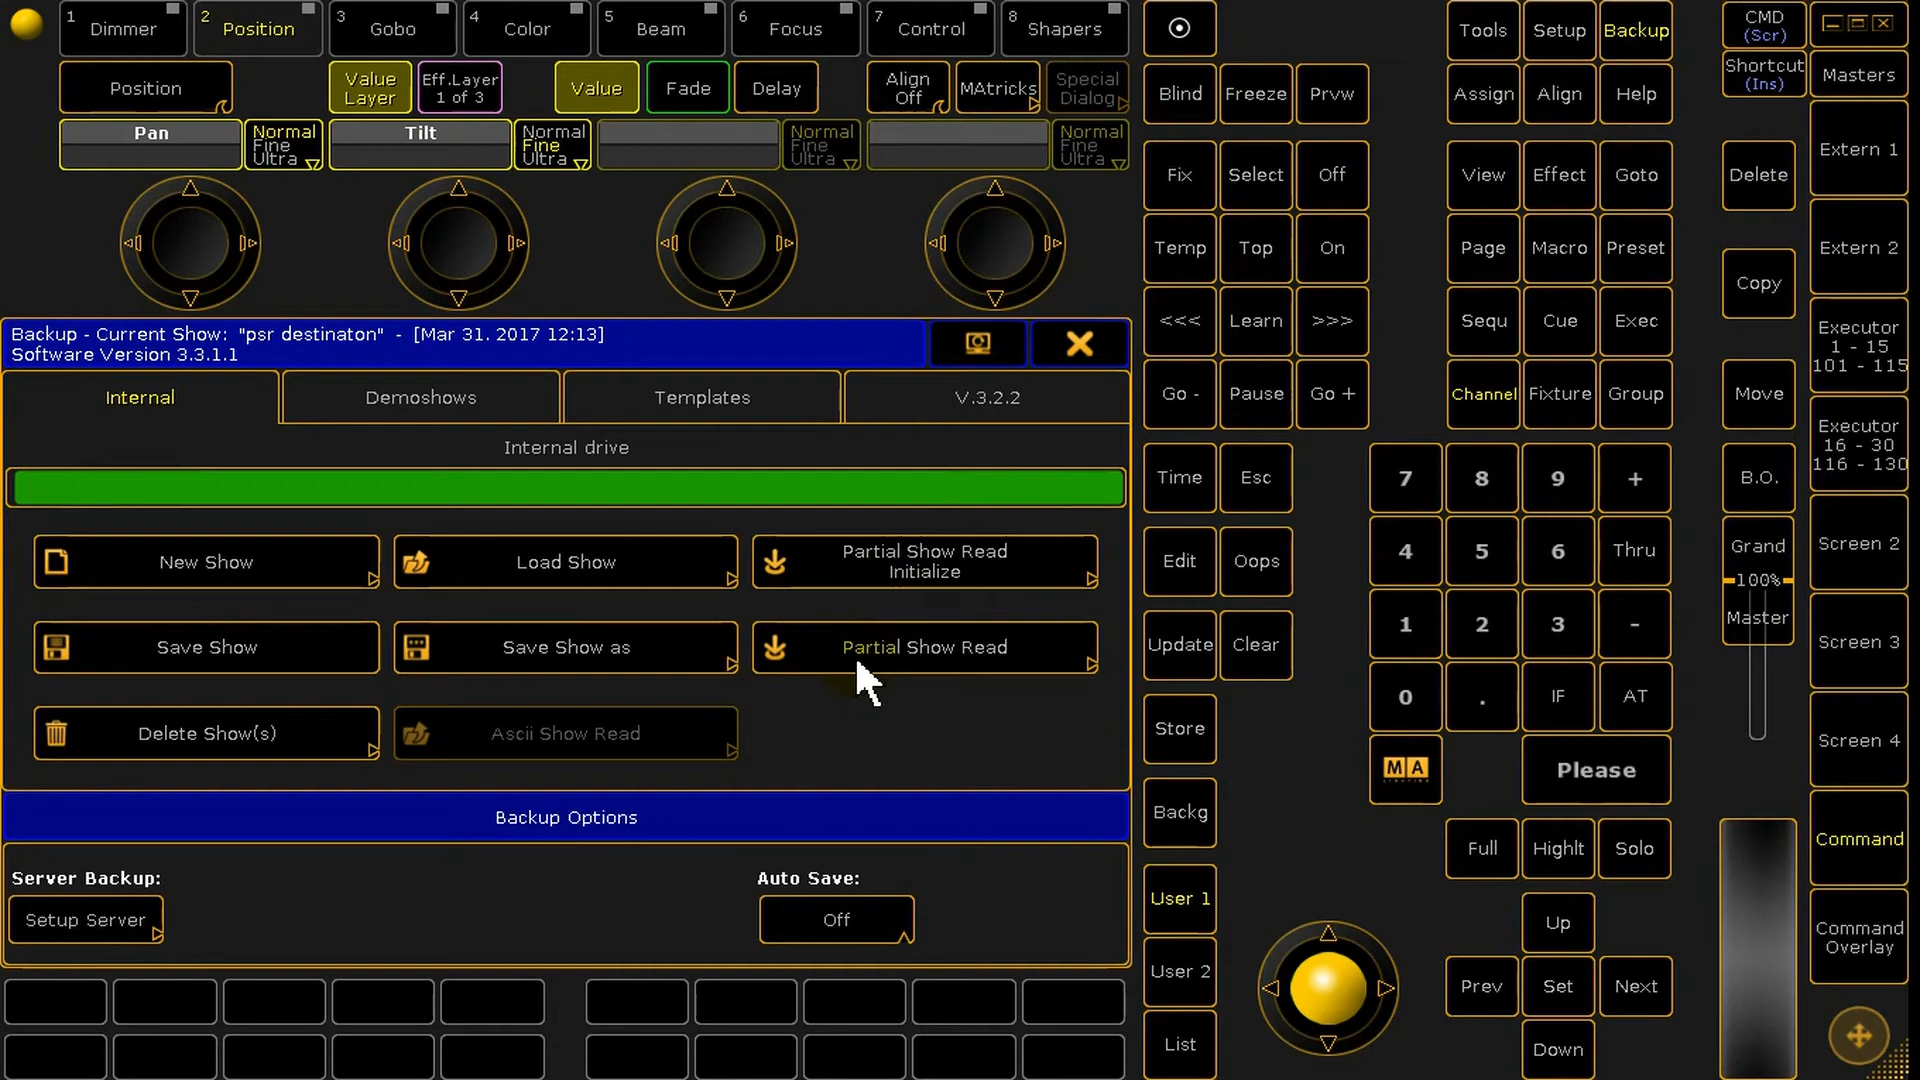 1 Dimmer
2 Position
3 Gobo
4 Color
5 Beam
6 Focus
7 Control
8 Shapers
Tools
Setup
Backup
CMD
(Scr)
Position
Value
Layer
Eff.Layer
1 of 3
Value
Fade
Delay
Align
Off
MAtricks
Special
Dialog
Blind
Freeze
Prvw
Assign
Align
Help
Shortcut
(Ins)
Masters
Pan
Normal
Fine
Ultra
Tilt
Normal
Fine
Ultra
Normal
Fine
Ultra
Normal
Fine
Ultra
Fix
Select
Off
View
Effect
Goto
Delete
Extern 1
Temp
Top
On
Page
Macro
Preset
Copy
Extern 2
<<<
Learn
>>>
Sequ
Cue
Exec
Executor
1 - 15
101 - 115
Backup - Current Show: "psr destinaton" - [Mar 31. 2017 12:13]
Software Version 3.3.1.1
Internal
Demoshows
Templates
V.3.2.2
Go -
Pause
Go +
Channel
Fixture
Group
Move
Executor
16 - 30
116 - 130
Internal drive
Time
Esc
7
8
9
+
B.O.
New Show
Load Show
Partial Show Read
Initialize
Edit
Oops
4
5
6
Thru
Grand
100%
Master
Screen 2
Save Show
Save Show as
Partial Show Read
Update
Clear
1
2
3
-
Screen 3
Delete Show(s)
Ascii Show Read
Store
0
.
IF
AT
Screen 4
MA
Please
Backup Options
Backg
Full
Highlt
Solo
Command
Server Backup:
Auto Save:
Setup Server
Off
User 1
Up
Command
Overlay
User 2
Prev
Set
Next
List
Down